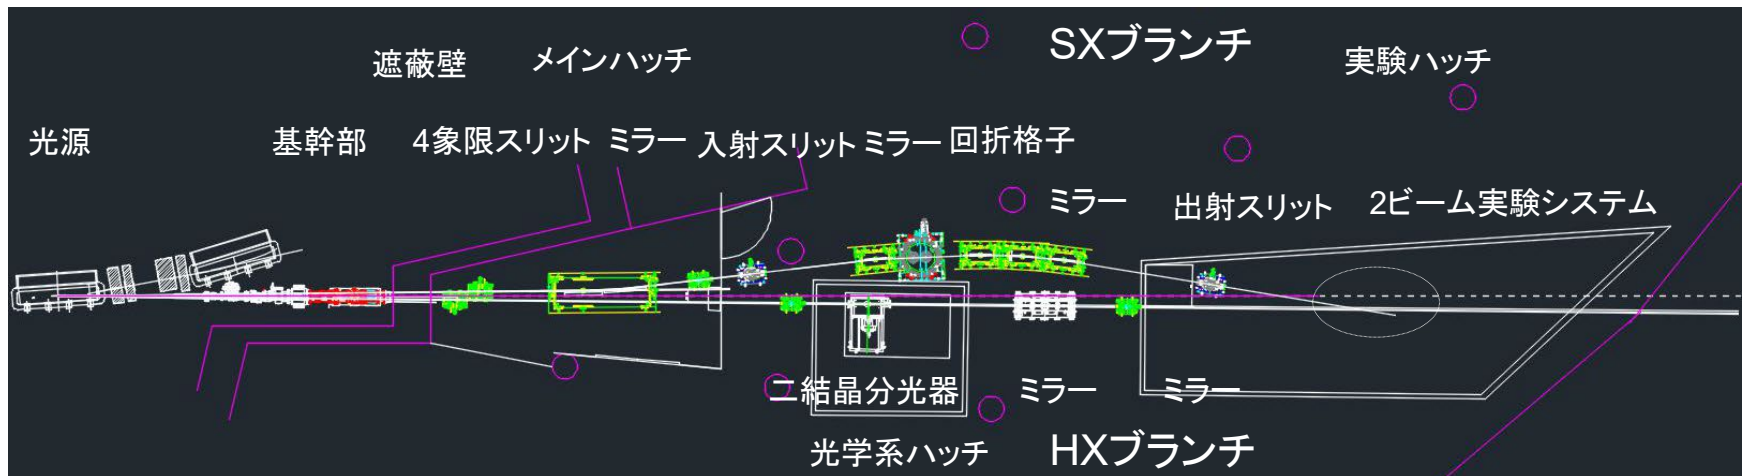 SXブランチ
遮蔽壁 メインハッチ 実験ハッチ
光源 基幹部 4象限スリット ミラー 入射スリット ミラー 回折格子
ミラー 出射スリット 2ビーム実験システム
二結晶分光器 ミラー ミラー
光学系ハッチ HXブランチ